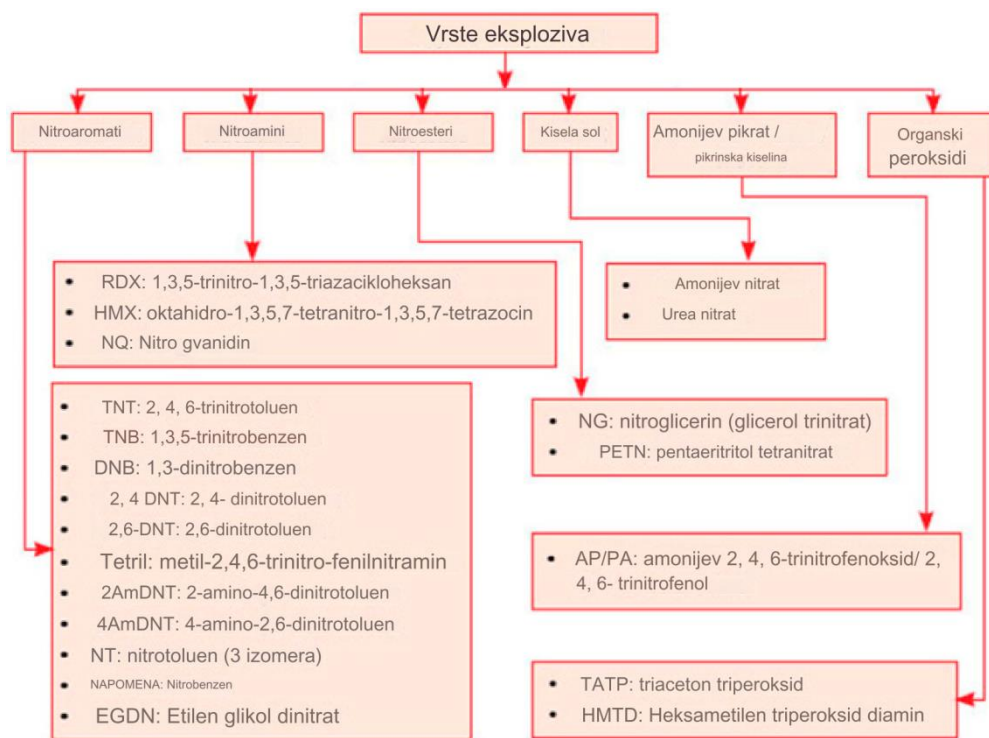 Vrste eksploziva
Nitroaromati
Nitroamini
Nitroesteri
Kisela sol
Amonijev pikrat /
pikrinska kiselina
Organski
peroksidi
RDX: 1,3,5-trinitro-1,3,5-triazacikloheksan
HMX: oktahidro-1,3,5,7-tetranitro-1,3,5,7-tetrazocin
NQ: Nitro gvanidin
Amonijev nitrat
Urea nitrat
TNT: 2, 4, 6-trinitrotoluen
TNB: 1,3,5-trinitrobenzen
DNB: 1,3-dinitrobenzen
2, 4 DNT: 2, 4- dinitrotoluen
2,6-DNT: 2,6-dinitrotoluen
Tetril: metil-2,4,6-trinitro-fenilnitramin
2AmDNT: 2-amino-4,6-dinitrotoluen
4AmDNT: 4-amino-2,6-dinitrotoluen
NT: nitrotoluen (3 izomera)
NAPOMENA: Nitrobenzen
EGDN: Etilen glikol dinitrat
NG: nitroglicerin (glicerol trinitrat)
PETN: pentaeritritol tetranitrat
AP/PA: amonijev 2, 4, 6-trinitrofenoksid/ 2,
4, 6- trinitrofenol
TATP: triaceton triperoksid
HMTD: Heksametilen triperoksid diamin